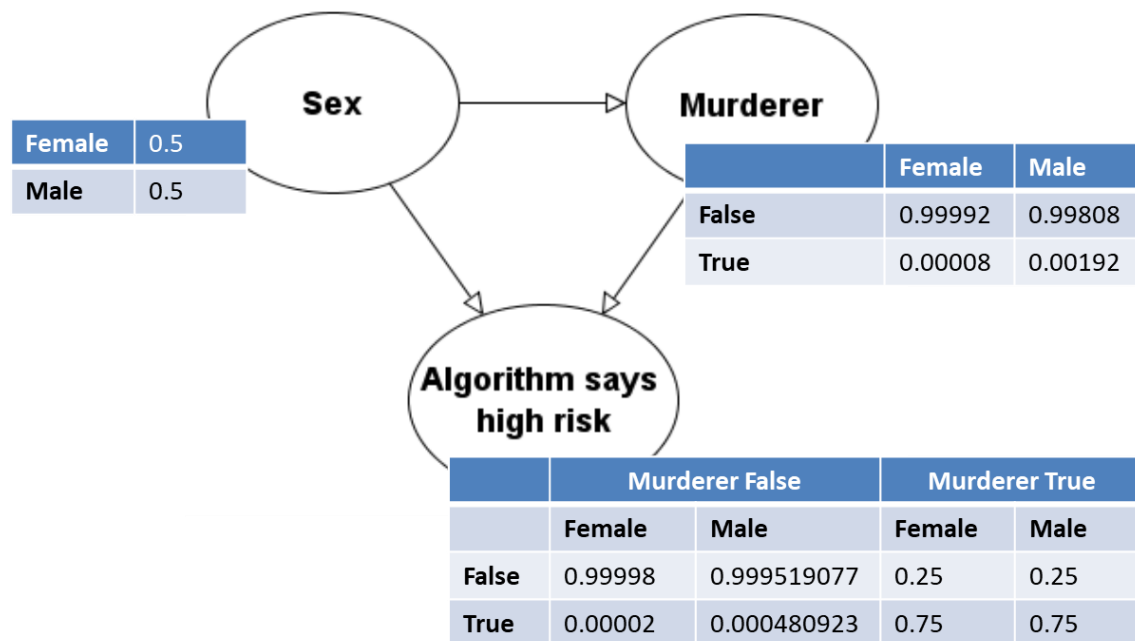 Sex
Murderer
Female 0.5
Male 0.5
Female Male
False 0.99992 0.99808
True 0.00008 0.00192
Algorithm says
high risk
Murderer False Murderer True
Female Male Female Male
False 0.99998 0.999519077 0.25 0.25
True 0.00002 0.000480923 0.75 0.75